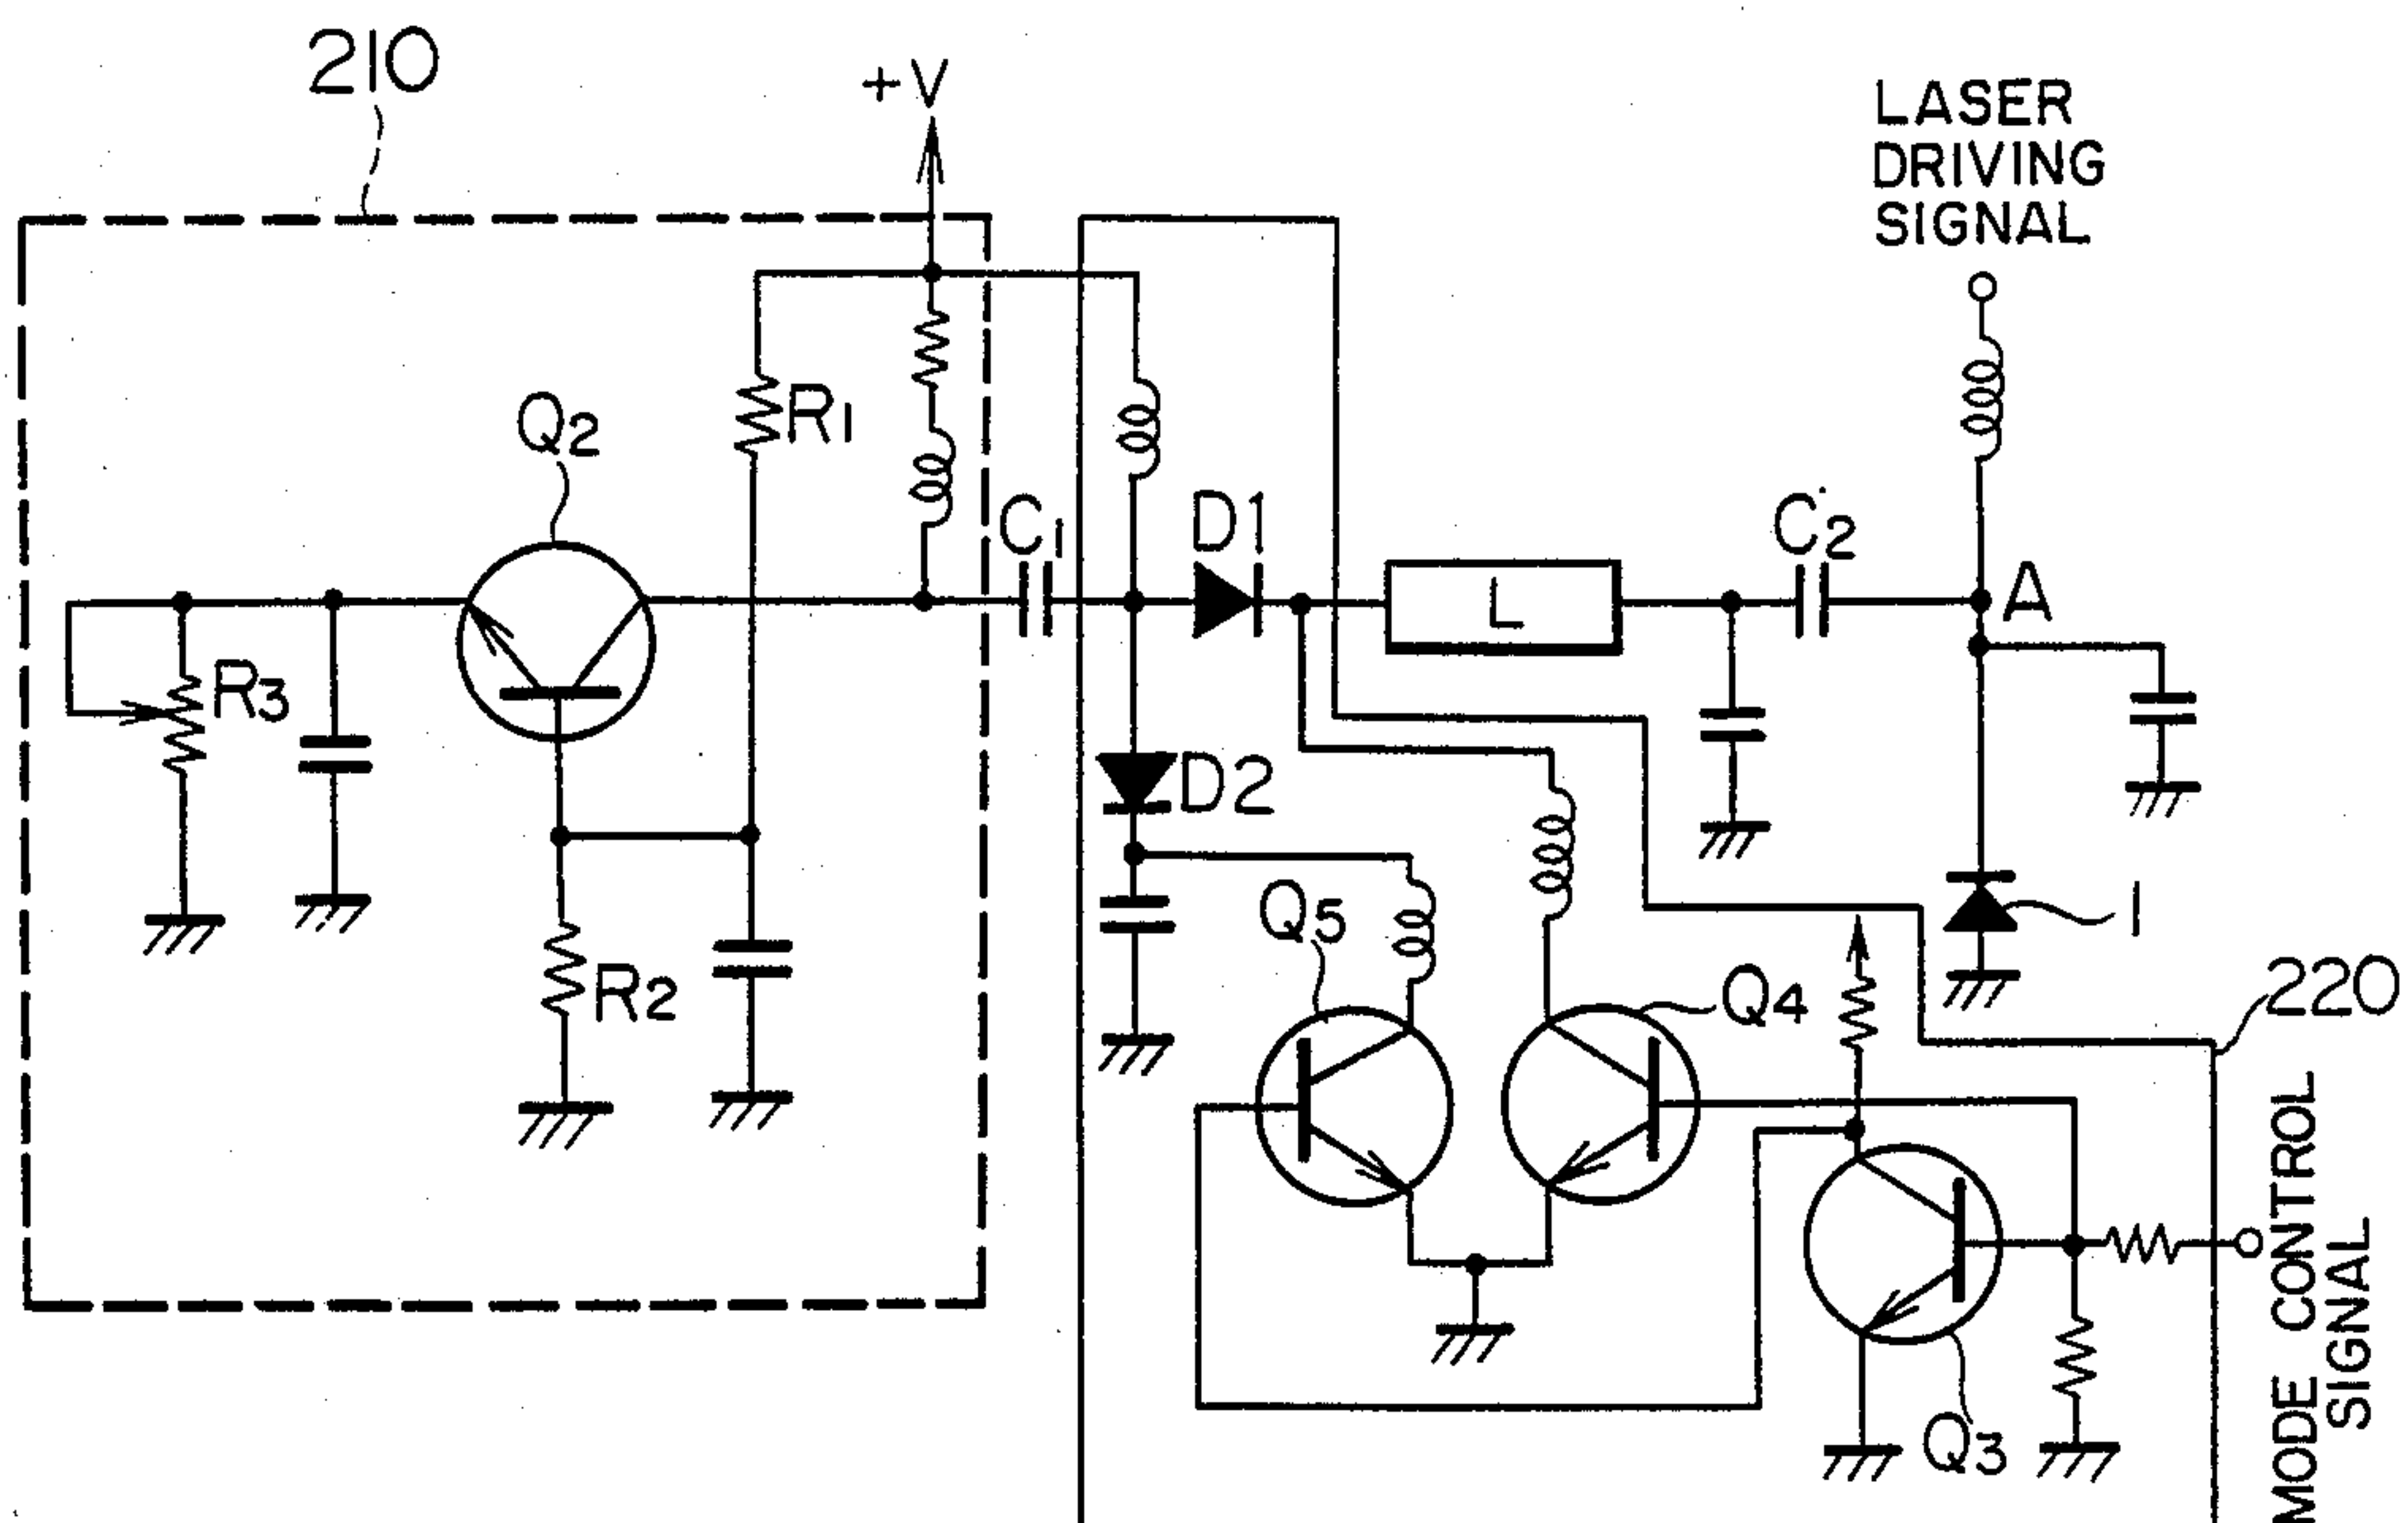 210
+V
LASER
DRIVING
SIGNAL
Q2
R1
C1
D1
L
C2
A
R3
D2
Q5
1
Q4
220
R2
Q3
MODE CONTROL
SIGNAL